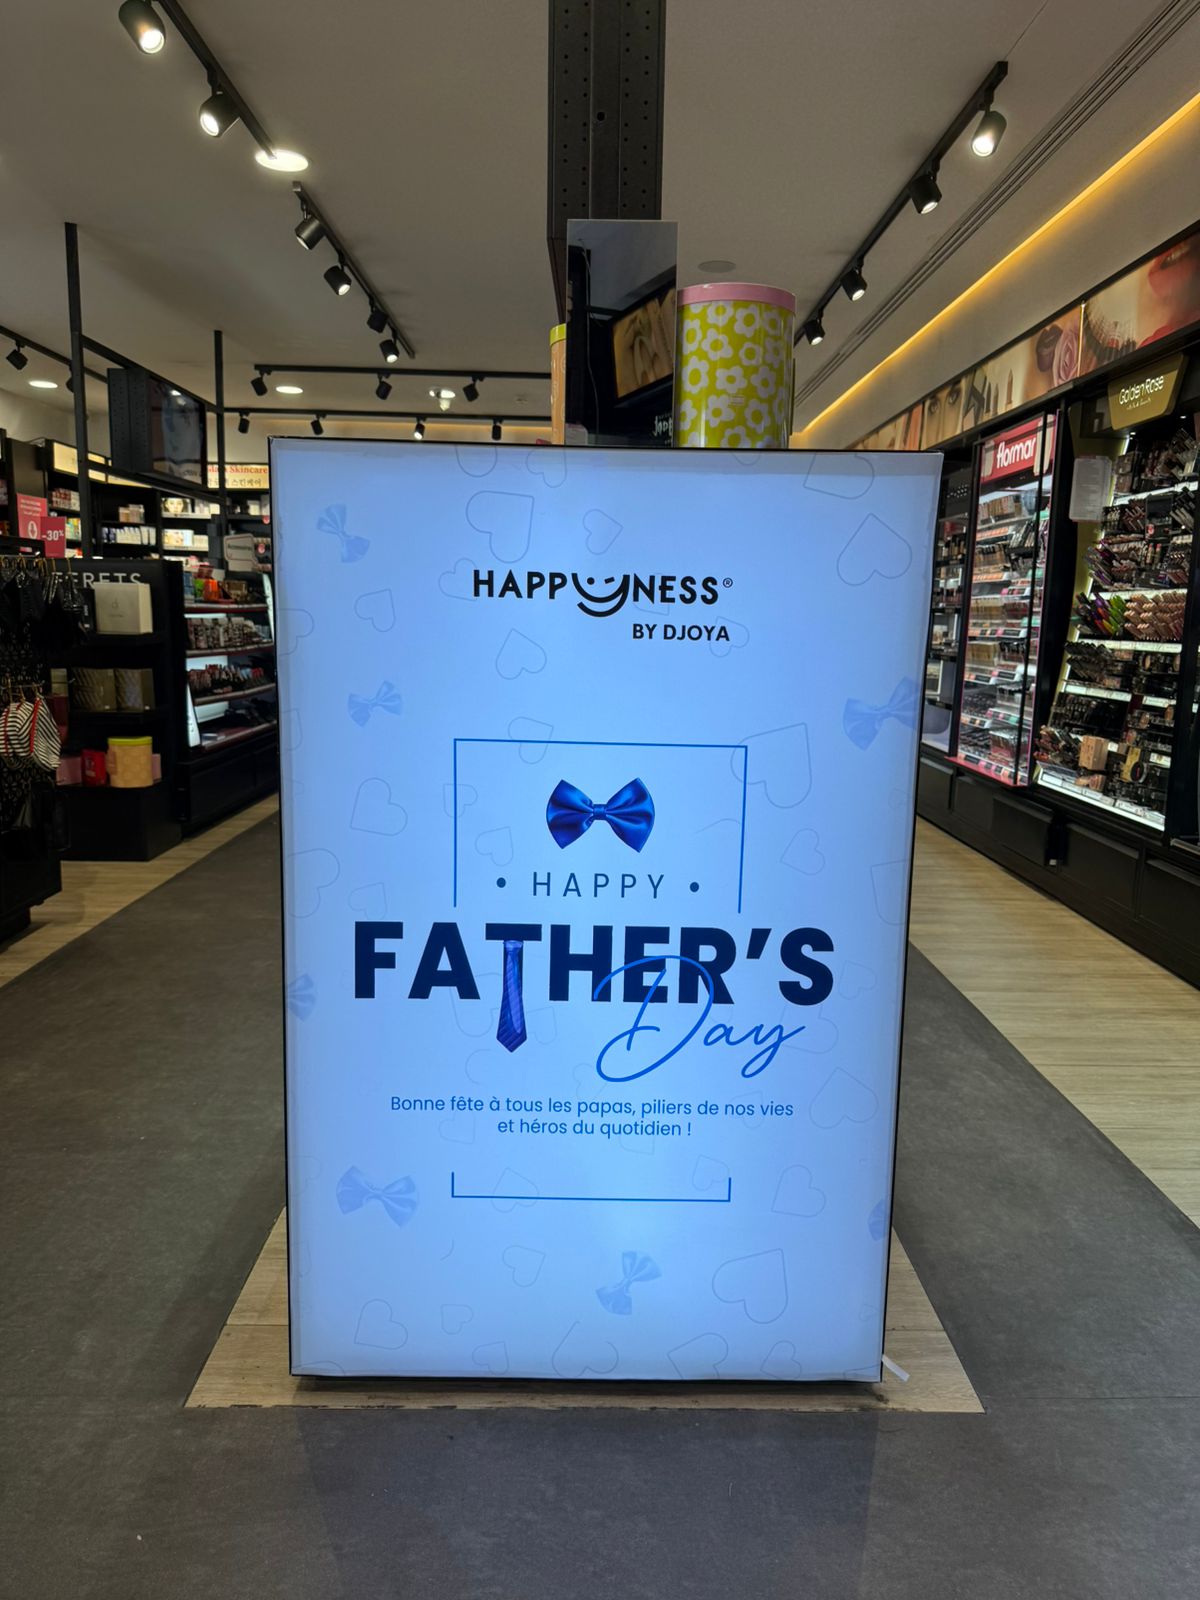 HAPPYNESS®
BY DJOYA
• HAPPY •
FATHER'S
Day
Bonne fête à tous les papas, piliers de nos vies
et héros du quotidien !
Golden Rose
flormar
-30%